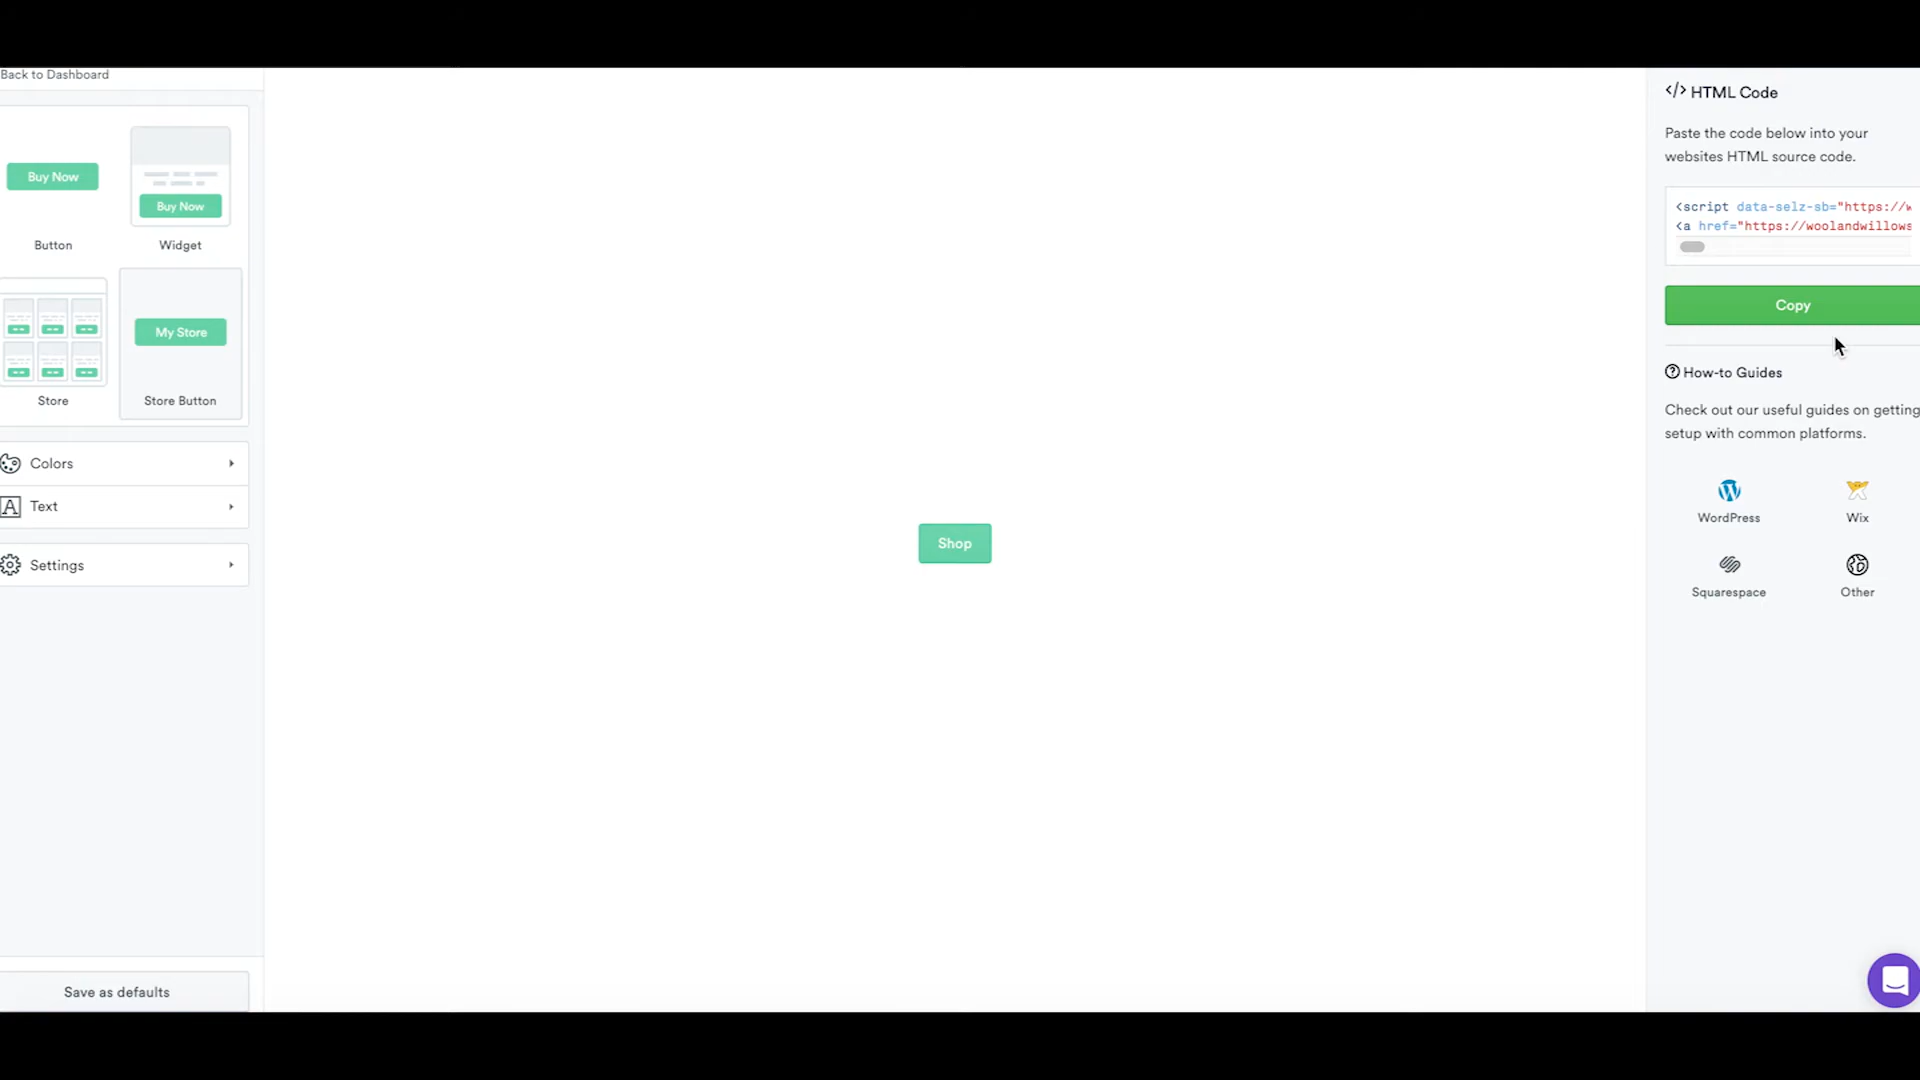 Back to Dashboard
Buy Now
Buy Now
Button
Widget
My Store
Store
Store Button
Colors
Text
Settings
Save as defaults
Shop
</> HTML Code
Paste the code below into your
websites HTML source code.
<script data-selz-sb="https://w
<a href="https://woolandwillows
Copy
How-to Guides
Check out our useful guides on getting
setup with common platforms.
WordPress
Wix
Squarespace
Other